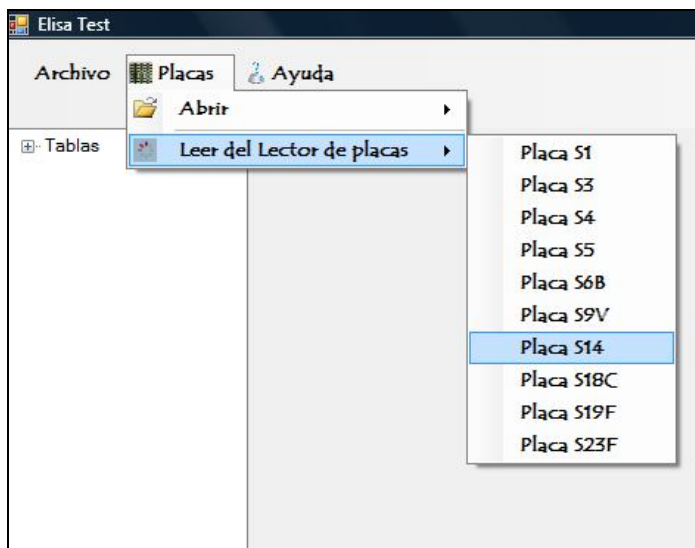 Elisa Test
Archivo Placas Ayuda
Abrir
Tablas
Leer del Lector de placas
Placa S1
Placa S3
Placa S4
Placa S5
Placa S6B
Placa S9V
Placa S14
Placa S18C
Placa S19F
Placa S23F